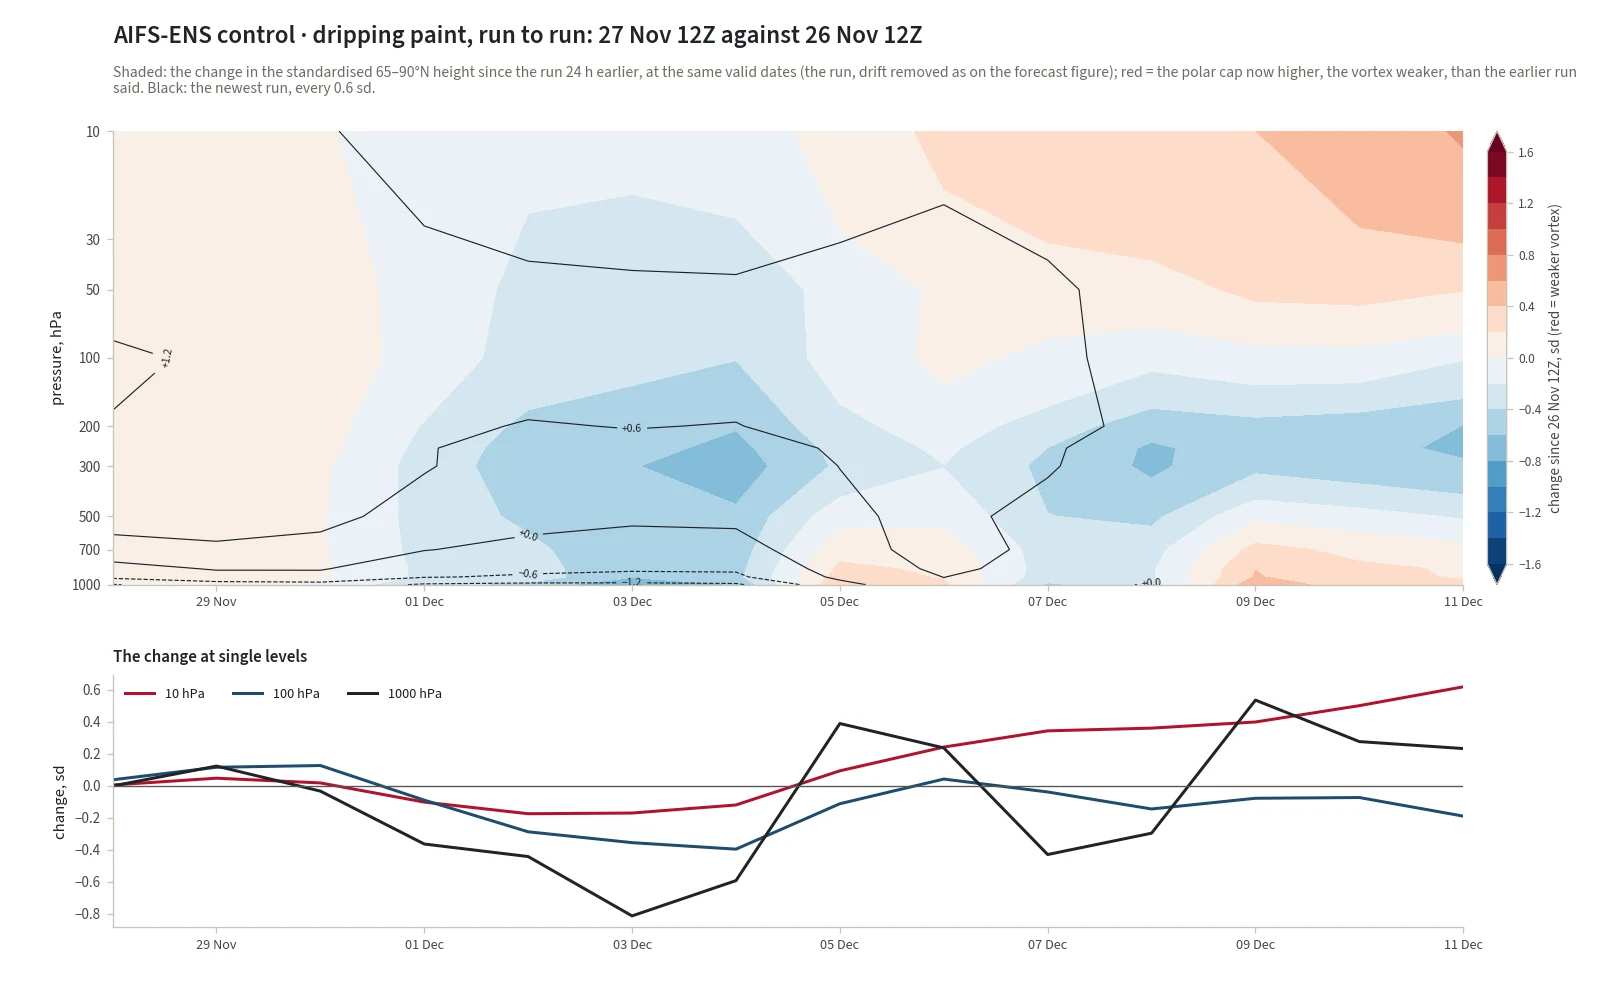 AIFS-ENS control · dripping paint, run to run: 27 Nov 12Z against 26 Nov 12Z
Shaded: the change in the standardised 65–90°N height since the run 24 h earlier, at the same valid dates (the run, drift removed as on the forecast figure); red = the polar cap now higher, the vortex weaker, than the earlier run
said. Black: the newest run, every 0.6 sd.
pressure, hPa
10
30
50
100
200
300
500
700
1000
+1.2
+0.6
+0.0
−0.6
−1.2
+0.0
29 Nov
01 Dec
03 Dec
05 Dec
07 Dec
09 Dec
11 Dec
1.6
1.2
0.8
0.4
0.0
−0.4
−0.8
−1.2
−1.6
change since 26 Nov 12Z, sd (red = weaker vortex)
The change at single levels
10 hPa
100 hPa
1000 hPa
change, sd
0.6
0.4
0.2
0.0
−0.2
−0.4
−0.6
−0.8
29 Nov
01 Dec
03 Dec
05 Dec
07 Dec
09 Dec
11 Dec